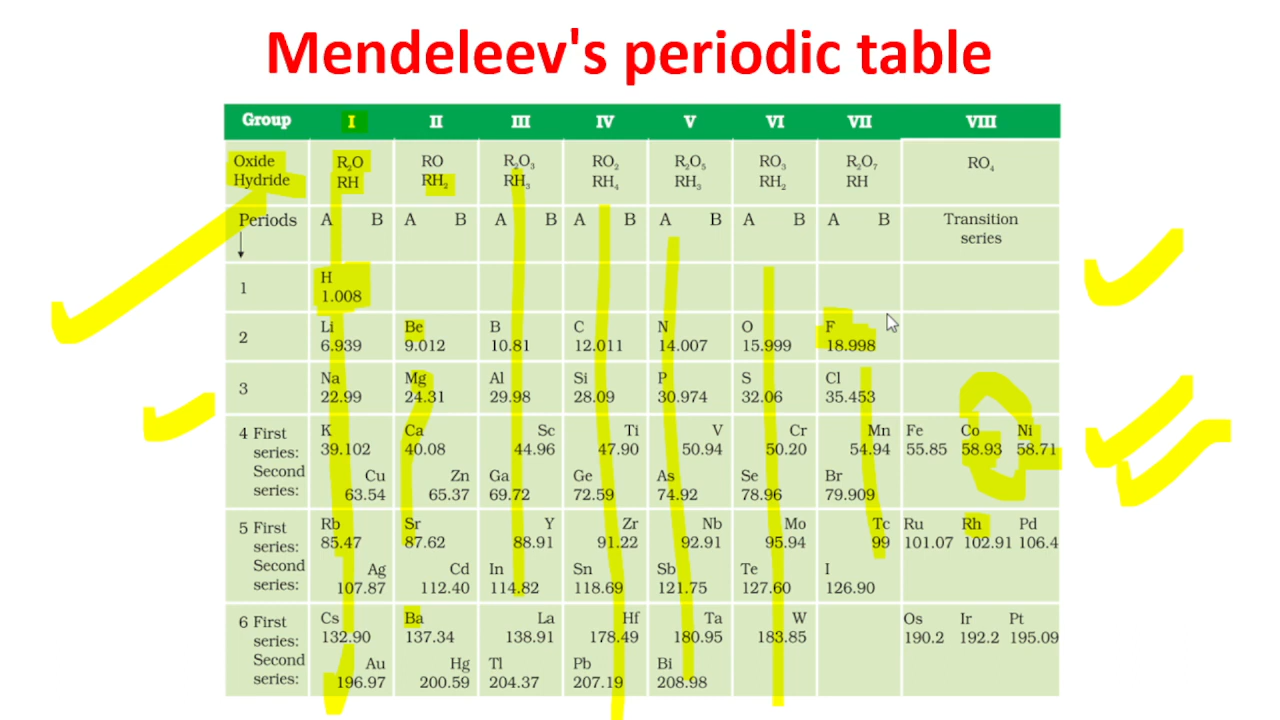 Mendeleev's periodic table
Group I II III IV V VI VII VIII
Oxide R₂O RO R₂O₃ RO₂ R₂O₅ RO₃ R₂O₇ RO₄
Hydride RH RH₂ RH₃ RH₄ RH₃ RH₂ RH
Periods A B A B A B A B A B A B A B Transition
↓ series
1 H
1.008
2 Li Be B C N O F
6.939 9.012 10.81 12.011 14.007 15.999 18.998
3 Na Mg Al Si P S Cl
22.99 24.31 29.98 28.09 30.974 32.06 35.453
4 First K Ca Sc Ti V Cr Mn Fe Co Ni
series: 39.102 40.08 44.96 47.90 50.94 50.20 54.94 55.85 58.93 58.71
Second Cu Zn Ga Ge As Se Br
series: 63.54 65.37 69.72 72.59 74.92 78.96 79.909
5 First Rb Sr Y Zr Nb Mo Tc Ru Rh Pd
series: 85.47 87.62 88.91 91.22 92.91 95.94 99 101.07 102.91 106.4
Second Ag Cd In Sn Sb Te I
series: 107.87 112.40 114.82 118.69 121.75 127.60 126.90
6 First Cs Ba La Hf Ta W Os Ir Pt
series: 132.90 137.34 138.91 178.49 180.95 183.85 190.2 192.2 195.09
Second Au Hg Tl Pb Bi
series: 196.97 200.59 204.37 207.19 208.98